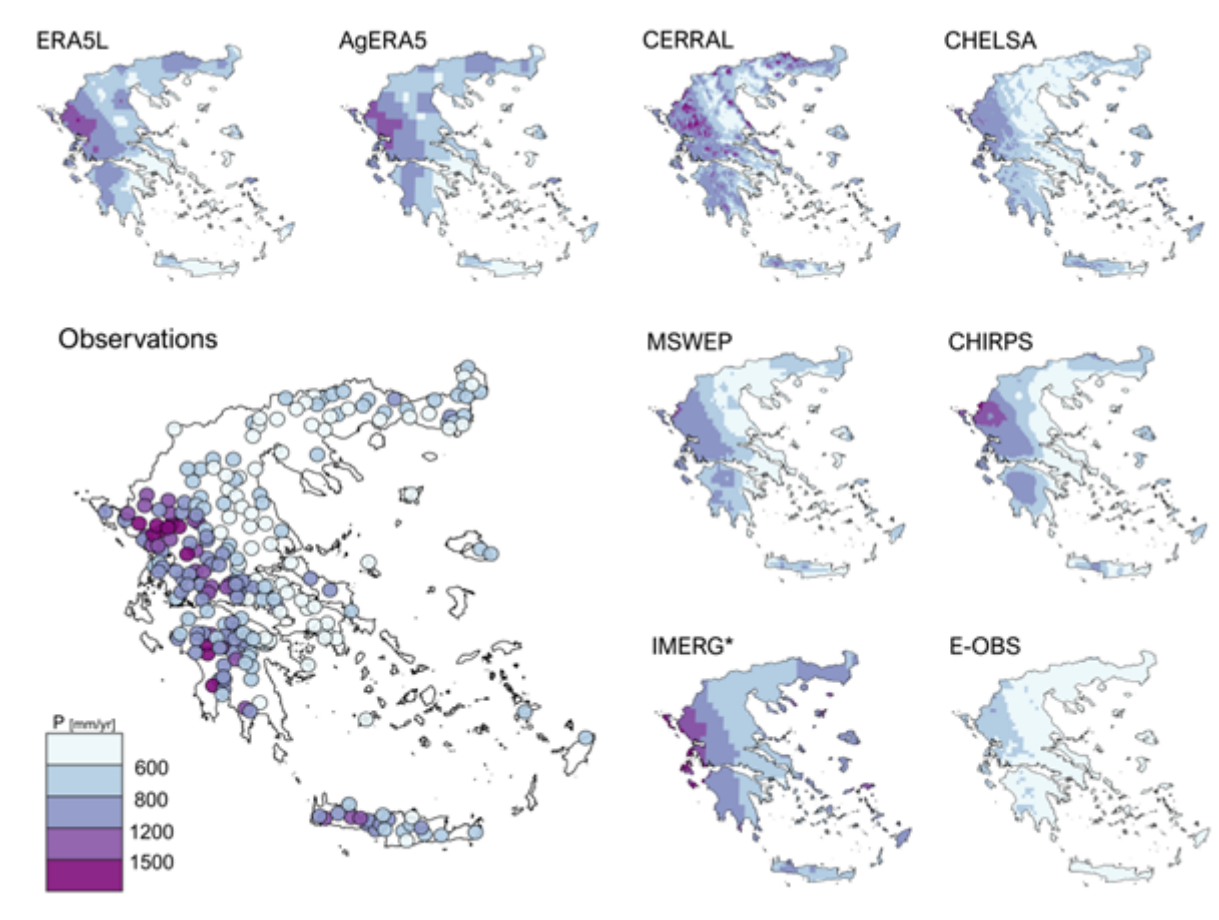 ERA5L
AgERA5
CERRAL
CHELSA
Observations
MSWEP
CHIRPS
IMERG*
E-OBS
P [mm/yr]
600
800
1200
1500